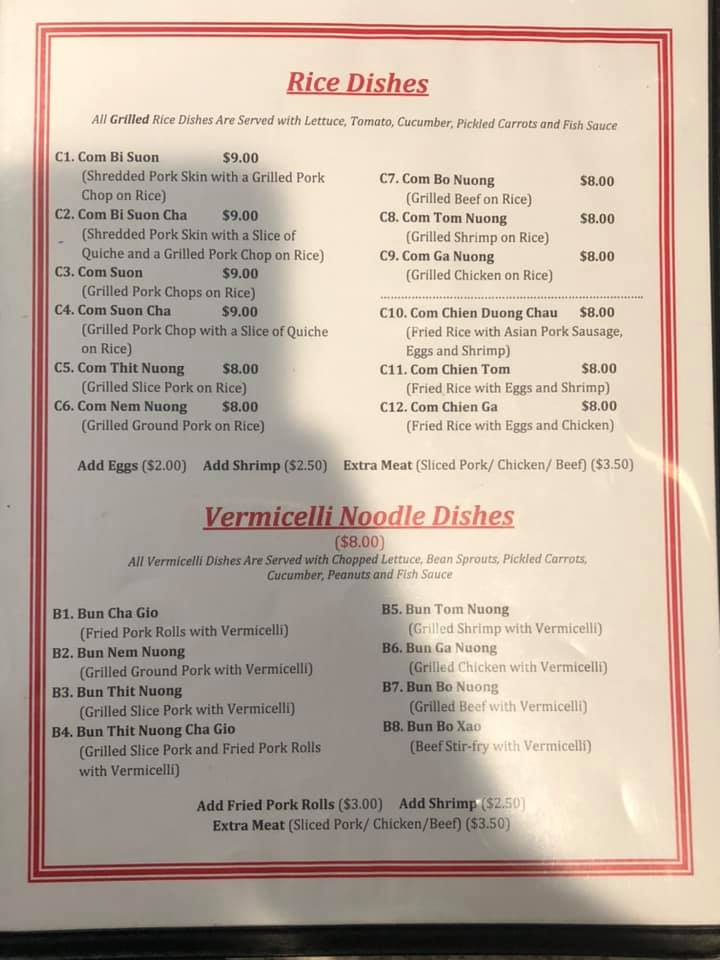 Rice Dishes
All Grilled Rice Dishes Are Served with Lettuce, Tomato, Cucumber, Pickled Carrots and Fish Sauce
C1. Com Bi Suon $9.00
(Shredded Pork Skin with a Grilled Pork
Chop on Rice)
C2. Com Bi Suon Cha $9.00
(Shredded Pork Skin with a Slice of
Quiche and a Grilled Pork Chop on Rice)
C3. Com Suon $9.00
(Grilled Pork Chops on Rice)
C4. Com Suon Cha $9.00
(Grilled Pork Chop with a Slice of Quiche
on Rice)
C5. Com Thit Nuong $8.00
(Grilled Slice Pork on Rice)
C6. Com Nem Nuong $8.00
(Grilled Ground Pork on Rice)
C7. Com Bo Nuong $8.00
(Grilled Beef on Rice)
C8. Com Tom Nuong $8.00
(Grilled Shrimp on Rice)
C9. Com Ga Nuong $8.00
(Grilled Chicken on Rice)
C10. Com Chien Duong Chau $8.00
(Fried Rice with Asian Pork Sausage,
Eggs and Shrimp)
C11. Com Chien Tom $8.00
(Fried Rice with Eggs and Shrimp)
C12. Com Chien Ga $8.00
(Fried Rice with Eggs and Chicken)
Add Eggs ($2.00) Add Shrimp ($2.50) Extra Meat (Sliced Pork/ Chicken/ Beef) ($3.50)
Vermicelli Noodle Dishes
($8.00)
All Vermicelli Dishes Are Served with Chopped Lettuce, Bean Sprouts, Pickled Carrots,
Cucumber, Peanuts and Fish Sauce
B1. Bun Cha Gio
(Fried Pork Rolls with Vermicelli)
B2. Bun Nem Nuong
(Grilled Ground Pork with Vermicelli)
B3. Bun Thit Nuong
(Grilled Slice Pork with Vermicelli)
B4. Bun Thit Nuong Cha Gio
(Grilled Slice Pork and Fried Pork Rolls
with Vermicelli)
B5. Bun Tom Nuong
(Grilled Shrimp with Vermicelli)
B6. Bun Ga Nuong
(Grilled Chicken with Vermicelli)
B7. Bun Bo Nuong
(Grilled Beef with Vermicelli)
B8. Bun Bo Xao
(Beef Stir-fry with Vermicelli)
Add Fried Pork Rolls ($3.00) Add Shrimp ($2.50)
Extra Meat (Sliced Pork/ Chicken/Beef) ($3.50)